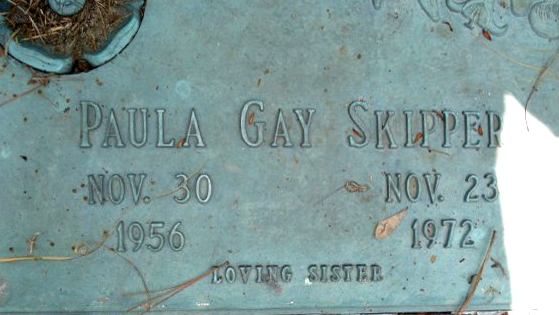 PAULA GAY SKIPPER
NOV. 30 NOV. 23
1956 1972
LOVING SISTER